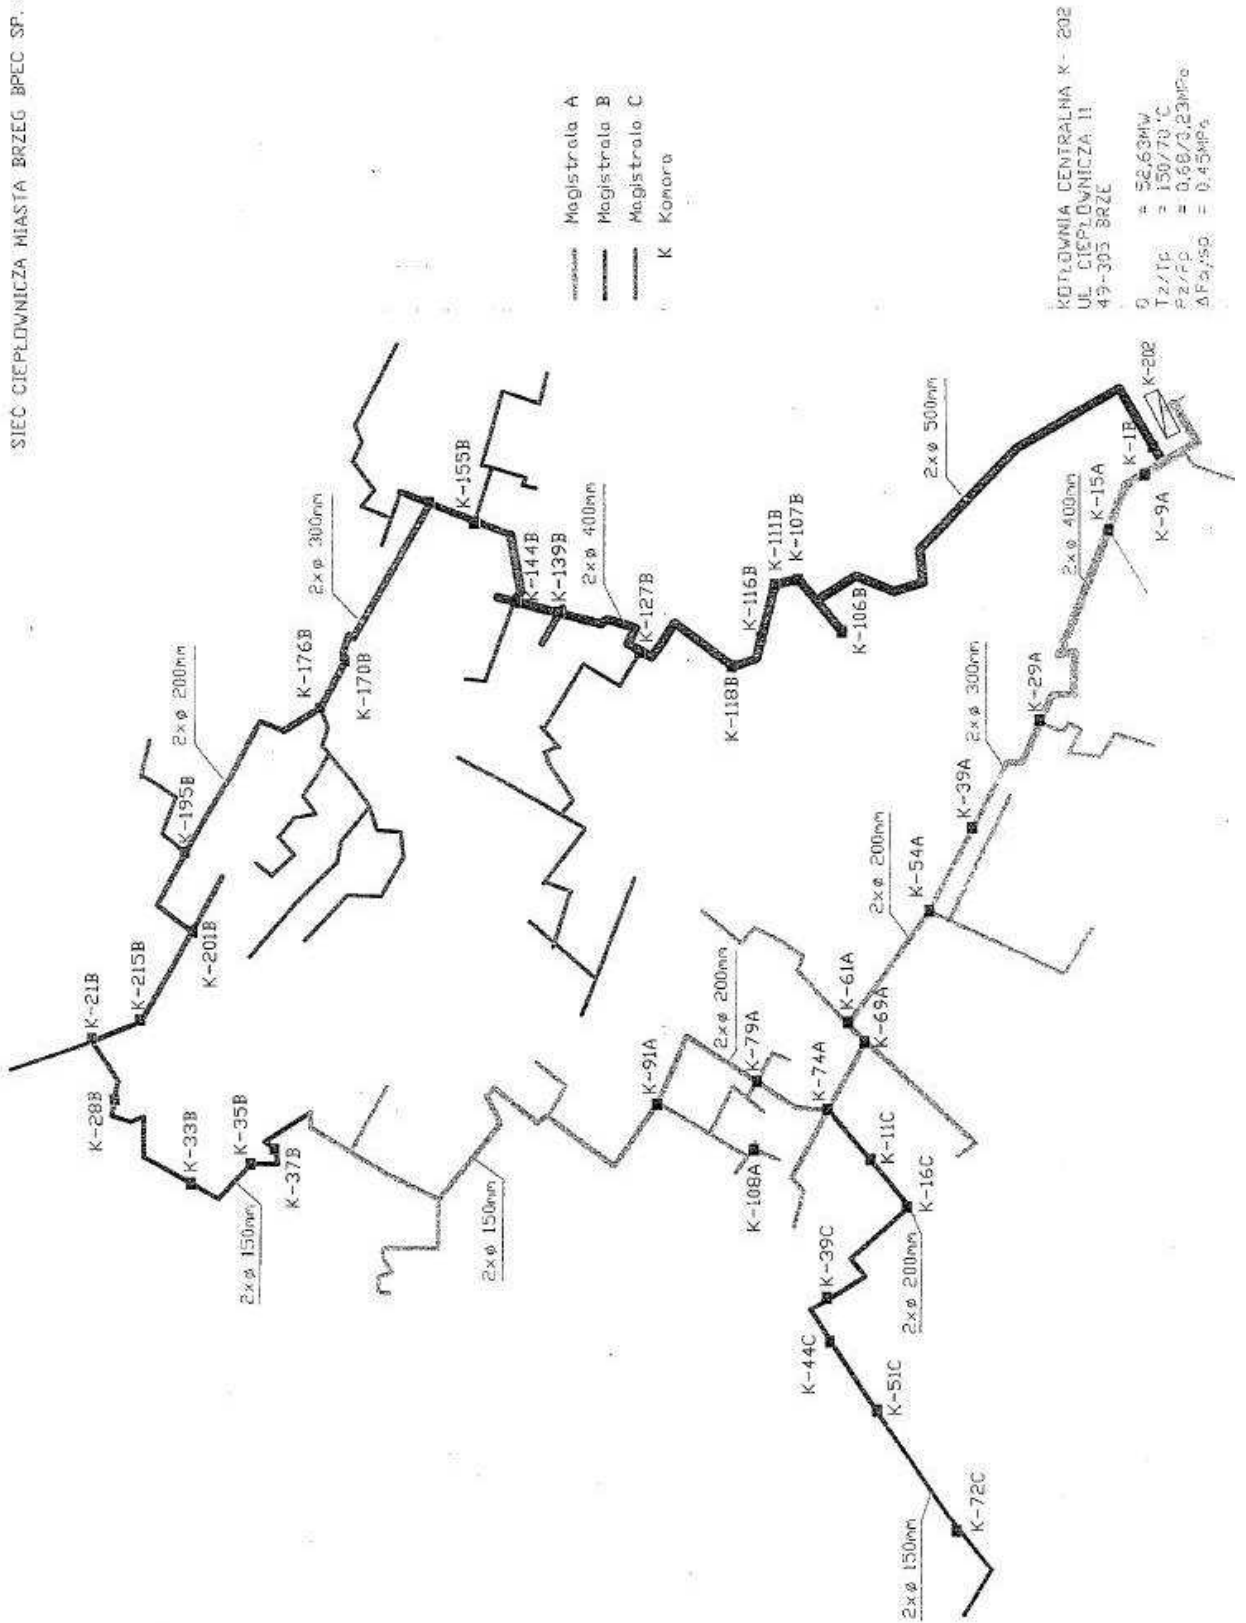 SIEĆ CIEPŁOWNICZA MIASTA BRZEG BPEC SP.
Magistrala A
Magistrala B
Magistrala C
K Komora
KOTŁOWNIA CENTRALNA K-202
UL. CIEPŁOWNICZA 11
49-305 BRZE
Q = 52,63MW
Tz/Tp = 150/70°C
Pz/Pp = 0,68/0,23MPa
= 0,45MPa
K-202
K-1B
K-9A
K-15A
2xø 400mm
2xø 500mm
K-29A
2xø 300mm
K-39A
K-54A
2xø 200mm
K-61A
K-69A
K-74A
K-79A
2xø 200mm
K-91A
K-108A
K-11C
K-16C
2xø 200mm
K-39C
K-44C
K-51C
K-72C
2xø 150mm
K-106B
K-107B
K-111B
K-116B
K-118B
K-127B
2xø 400mm
K-139B
K-144B
K-155B
2xø 300mm
K-170B
K-176B
2xø 200mm
K-195B
K-201B
K-215B
K-21B
K-28B
K-33B
K-35B
K-37B
2xø 150mm
2xø 150mm